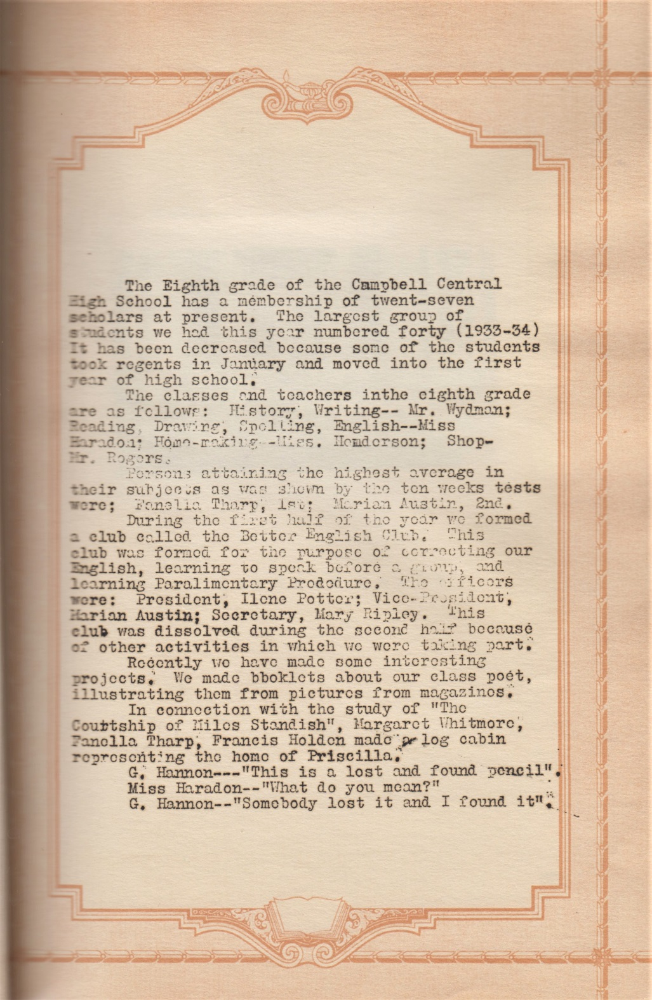 The Eighth grade of the Campbell Central
High School has a membership of twent-seven
scholars at present. The largest group of
students we had this year numbered forty (1933-34)
It has been decreased because some of the students
took regents in January and moved into the first
year of high school.
The classes and teachers inthe eighth grade
are as follows: History, Writing-- Mr. Wydman;
Reading, Drawing, Spelling, English--Miss
Haradon; Home-making--Miss. Henderson; Shop-
Mr. Rogers.
Persons attaining the highest average in
their subjects as was shown by the ten weeks tests
were; Fanella Tharp, 1st; Marian Austin, 2nd.
During the first half of the year we formed
a club called the Better English Club. This
club was formed for the purpose of correcting our
English, learning to speak before a group, and
learning Paralimentary Prodedure. The officers
were: President, Ilene Potter; Vice-President,
Marian Austin; Secretary, Mary Ripley. This
club was dissolved during the second half because
of other activities in which we were taking part.
Recently we have made some interesting
projects. We made bboklets about our class poet,
illustrating them from pictures from magazines.
In connection with the study of "The
Courtship of Miles Standish", Margaret Whitmore,
Fanella Tharp, Francis Holden made a log cabin
representing the home of Priscilla.
G. Hannon---"This is a lost and found pencil".
Miss Haradon--"What do you mean?"
G. Hannon--"Somebody lost it and I found it".